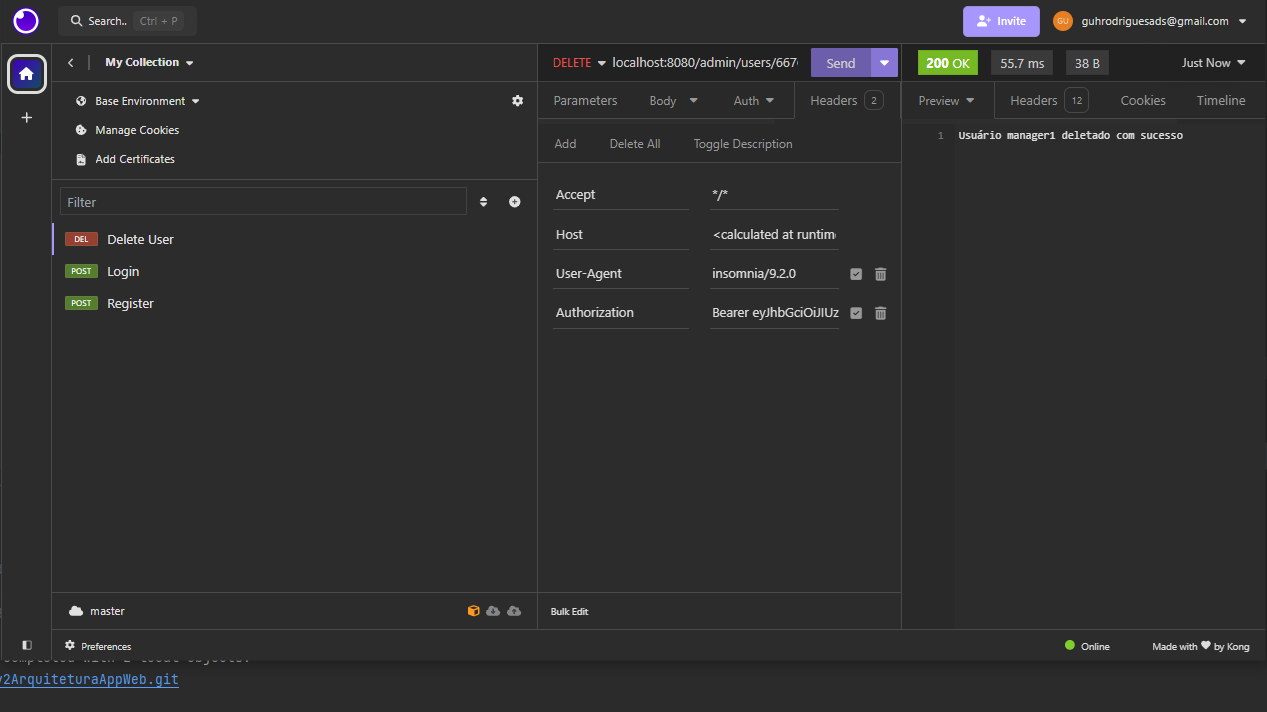 Search.. Ctrl + P
Invite
GU guhrodriguesads@gmail.com
My Collection
DELETE localhost:8080/admin/users/667 Send
200 OK 55.7 ms 38 B Just Now
Base Environment
Manage Cookies
Add Certificates
Filter
DEL Delete User
POST Login
POST Register
master
Parameters Body Auth Headers 2
Add Delete All Toggle Description
Accept */*
Host <calculated at runtim
User-Agent insomnia/9.2.0
Authorization Bearer eyJhbGciOiJIUz
Bulk Edit
Preview Headers 12 Cookies Timeline
1 Usuário manager1 deletado com sucesso
Preferences
Online Made with ♥ by Kong
v2ArquiteturaAppWeb.git